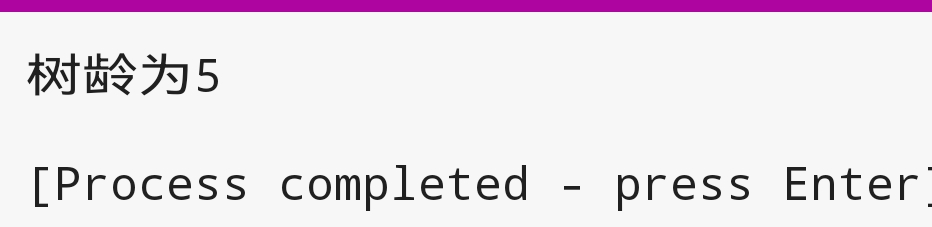 树龄为5
[Process completed - press Enter]